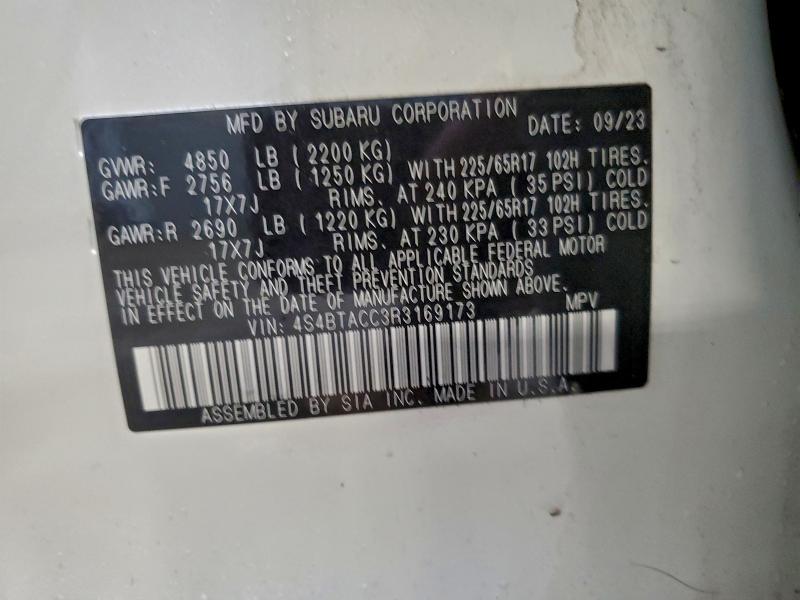 MFD BY SUBARU CORPORATION DATE: 09/23
GVWR: 4850 LB (2200 KG)
GAWR:F 2756 LB (1250 KG) WITH 225/65R17 102H TIRES.
17X7J RIMS. AT 240 KPA (35 PSI) COLD
GAWR:R 2690 LB (1220 KG) WITH 225/65R17 102H TIRES.
17X7J RIMS. AT 230 KPA (33 PSI) COLD
THIS VEHICLE CONFORMS TO ALL APPLICABLE FEDERAL MOTOR
VEHICLE SAFETY AND THEFT PREVENTION STANDARDS
IN EFFECT ON THE DATE OF MANUFACTURE SHOWN ABOVE.
VIN: 4S4BTACC3R3169173 MPV
ASSEMBLED BY SIA INC. MADE IN U.S.A.